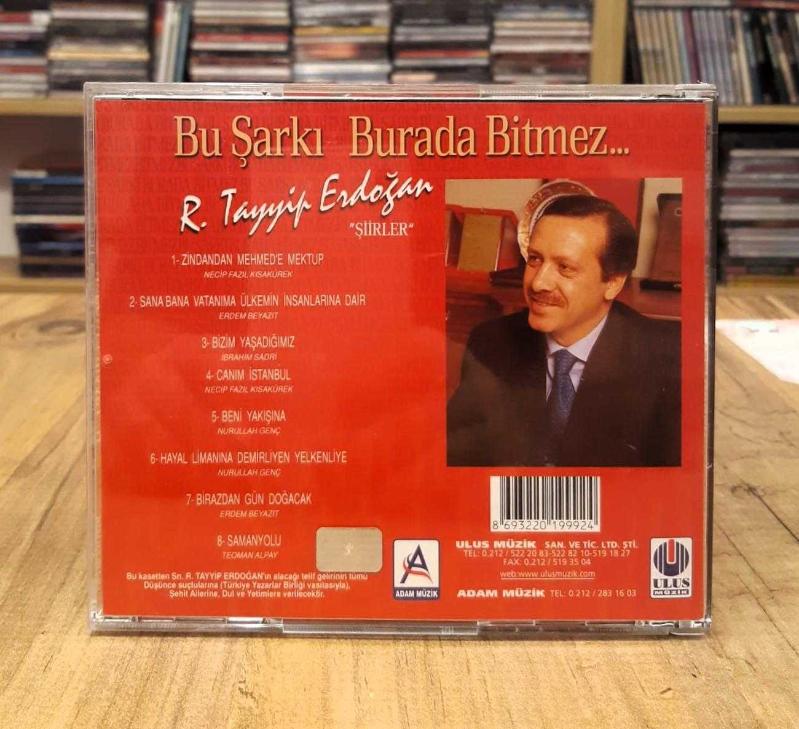 Bu Şarkı Burada Bitmez...
R. Tayyip Erdoğan
"ŞİİRLER"
1- ZİNDANDAN MEHMED'E MEKTUP
NECİP FAZIL KISAKÜREK
2- SANA BANA VATANIMA ÜLKEMİN İNSANLARINA DAİR
ERDEM BEYAZIT
3- BİZİM YAŞADIĞIMIZ
İBRAHİM SADRİ
4- CANIM İSTANBUL
NECİP FAZIL KISAKÜREK
5- BENİ YAKIŞINA
NURULLAH GENÇ
6- HAYAL LİMANINA DEMİRLİYEN YELKENLİYE
NURULLAH GENÇ
7- BİRAZDAN GÜN DOĞACAK
ERDEM BEYAZIT
8- SAMANYOLU
TEOMAN ALPAY
Bu kasetten Sn. R. TAYYİP ERDOĞAN'ın alacağı telif gelirinin tümü
Düşünce suçlularına (Türkiye Yazarlar Birliği vasıtasıyla),
Şehit Ailerine, Dul ve Yetimlere verilecektir.
A
ADAM MÜZİK
8 693220 199924
ULUS MÜZİK SAN. VE TİC. LTD. ŞTİ.
TEL: 0.212 / 522 20 83-522 82 10-519 18 27
FAX: 0.212 / 519 35 04
web:www.ulusmuzik.com
ADAM MÜZİK TEL: 0 212 / 283 16 03
ULUS
MÜZİK